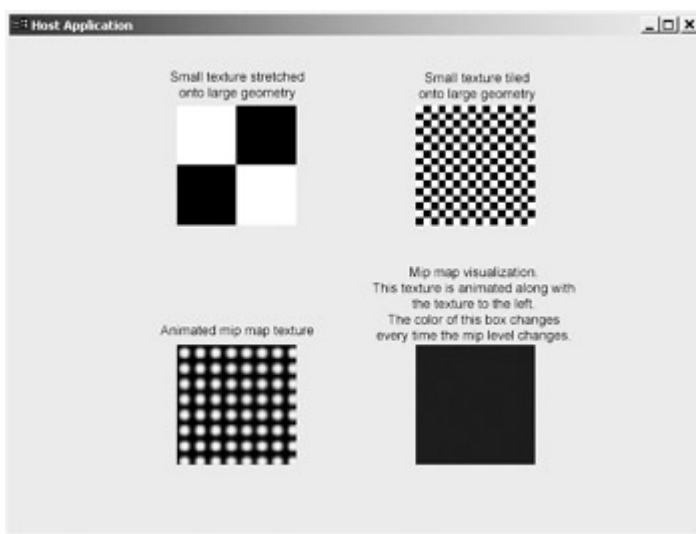 Host Application
Small texture stretched
onto large geometry
Small texture tiled
onto large geometry
Animated mip map texture
Mip map visualization.
This texture is animated along with
the texture to the left.
The color of this box changes
every time the mip level changes.